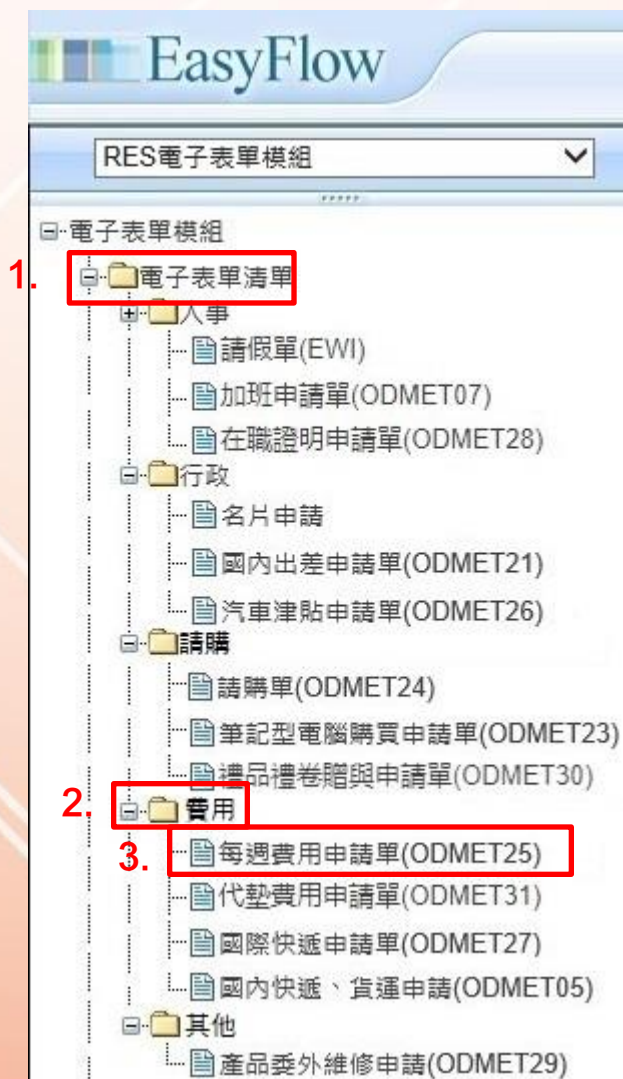 EasyFlow
RES電子表單模組
電子表單模組
1. 電子表單清單
人事
請假單(EWI)
加班申請單(ODMET07)
在職證明申請單(ODMET28)
行政
名片申請
國內出差申請單(ODMET21)
汽車津貼申請單(ODMET26)
請購
請購單(ODMET24)
筆記型電腦購買申請單(ODMET23)
禮品禮卷贈與申請單(ODMET30)
2. 費用
3. 每週費用申請單(ODMET25)
代墊費用申請單(ODMET31)
國際快遞申請單(ODMET27)
國內快遞、貨運申請(ODMET05)
其他
產品委外維修申請(ODMET29)